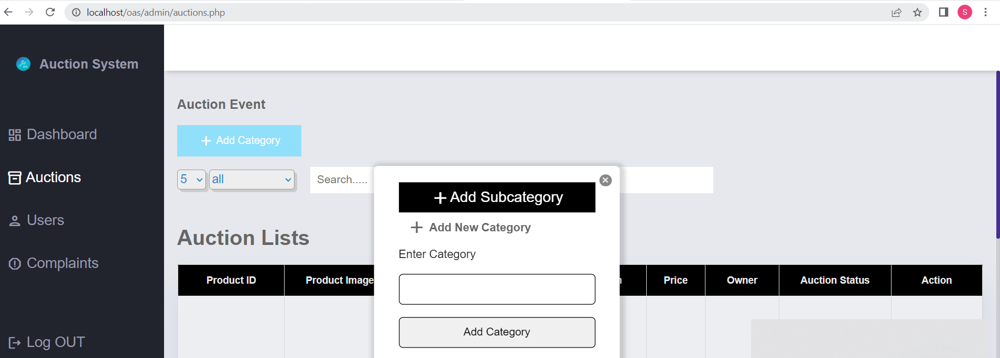 localhost/oas/admin/auctions.php
S
Auction System
Dashboard
Auctions
Users
Complaints
Log OUT
Auction Event
+ Add Category
5 all Search.....
Auction Lists
Product ID Product Image Price Owner Auction Status Action
+ Add Subcategory
+ Add New Category
Enter Category
Add Category